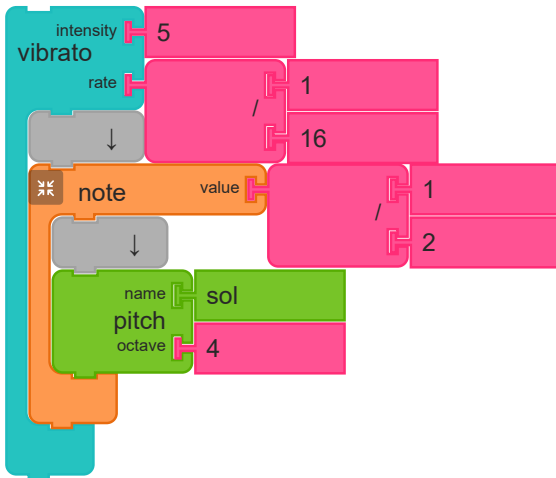 intensity 5
vibrato
rate 1
/
↓ 16
note value 1
/
↓ 2
name sol
pitch
octave 4